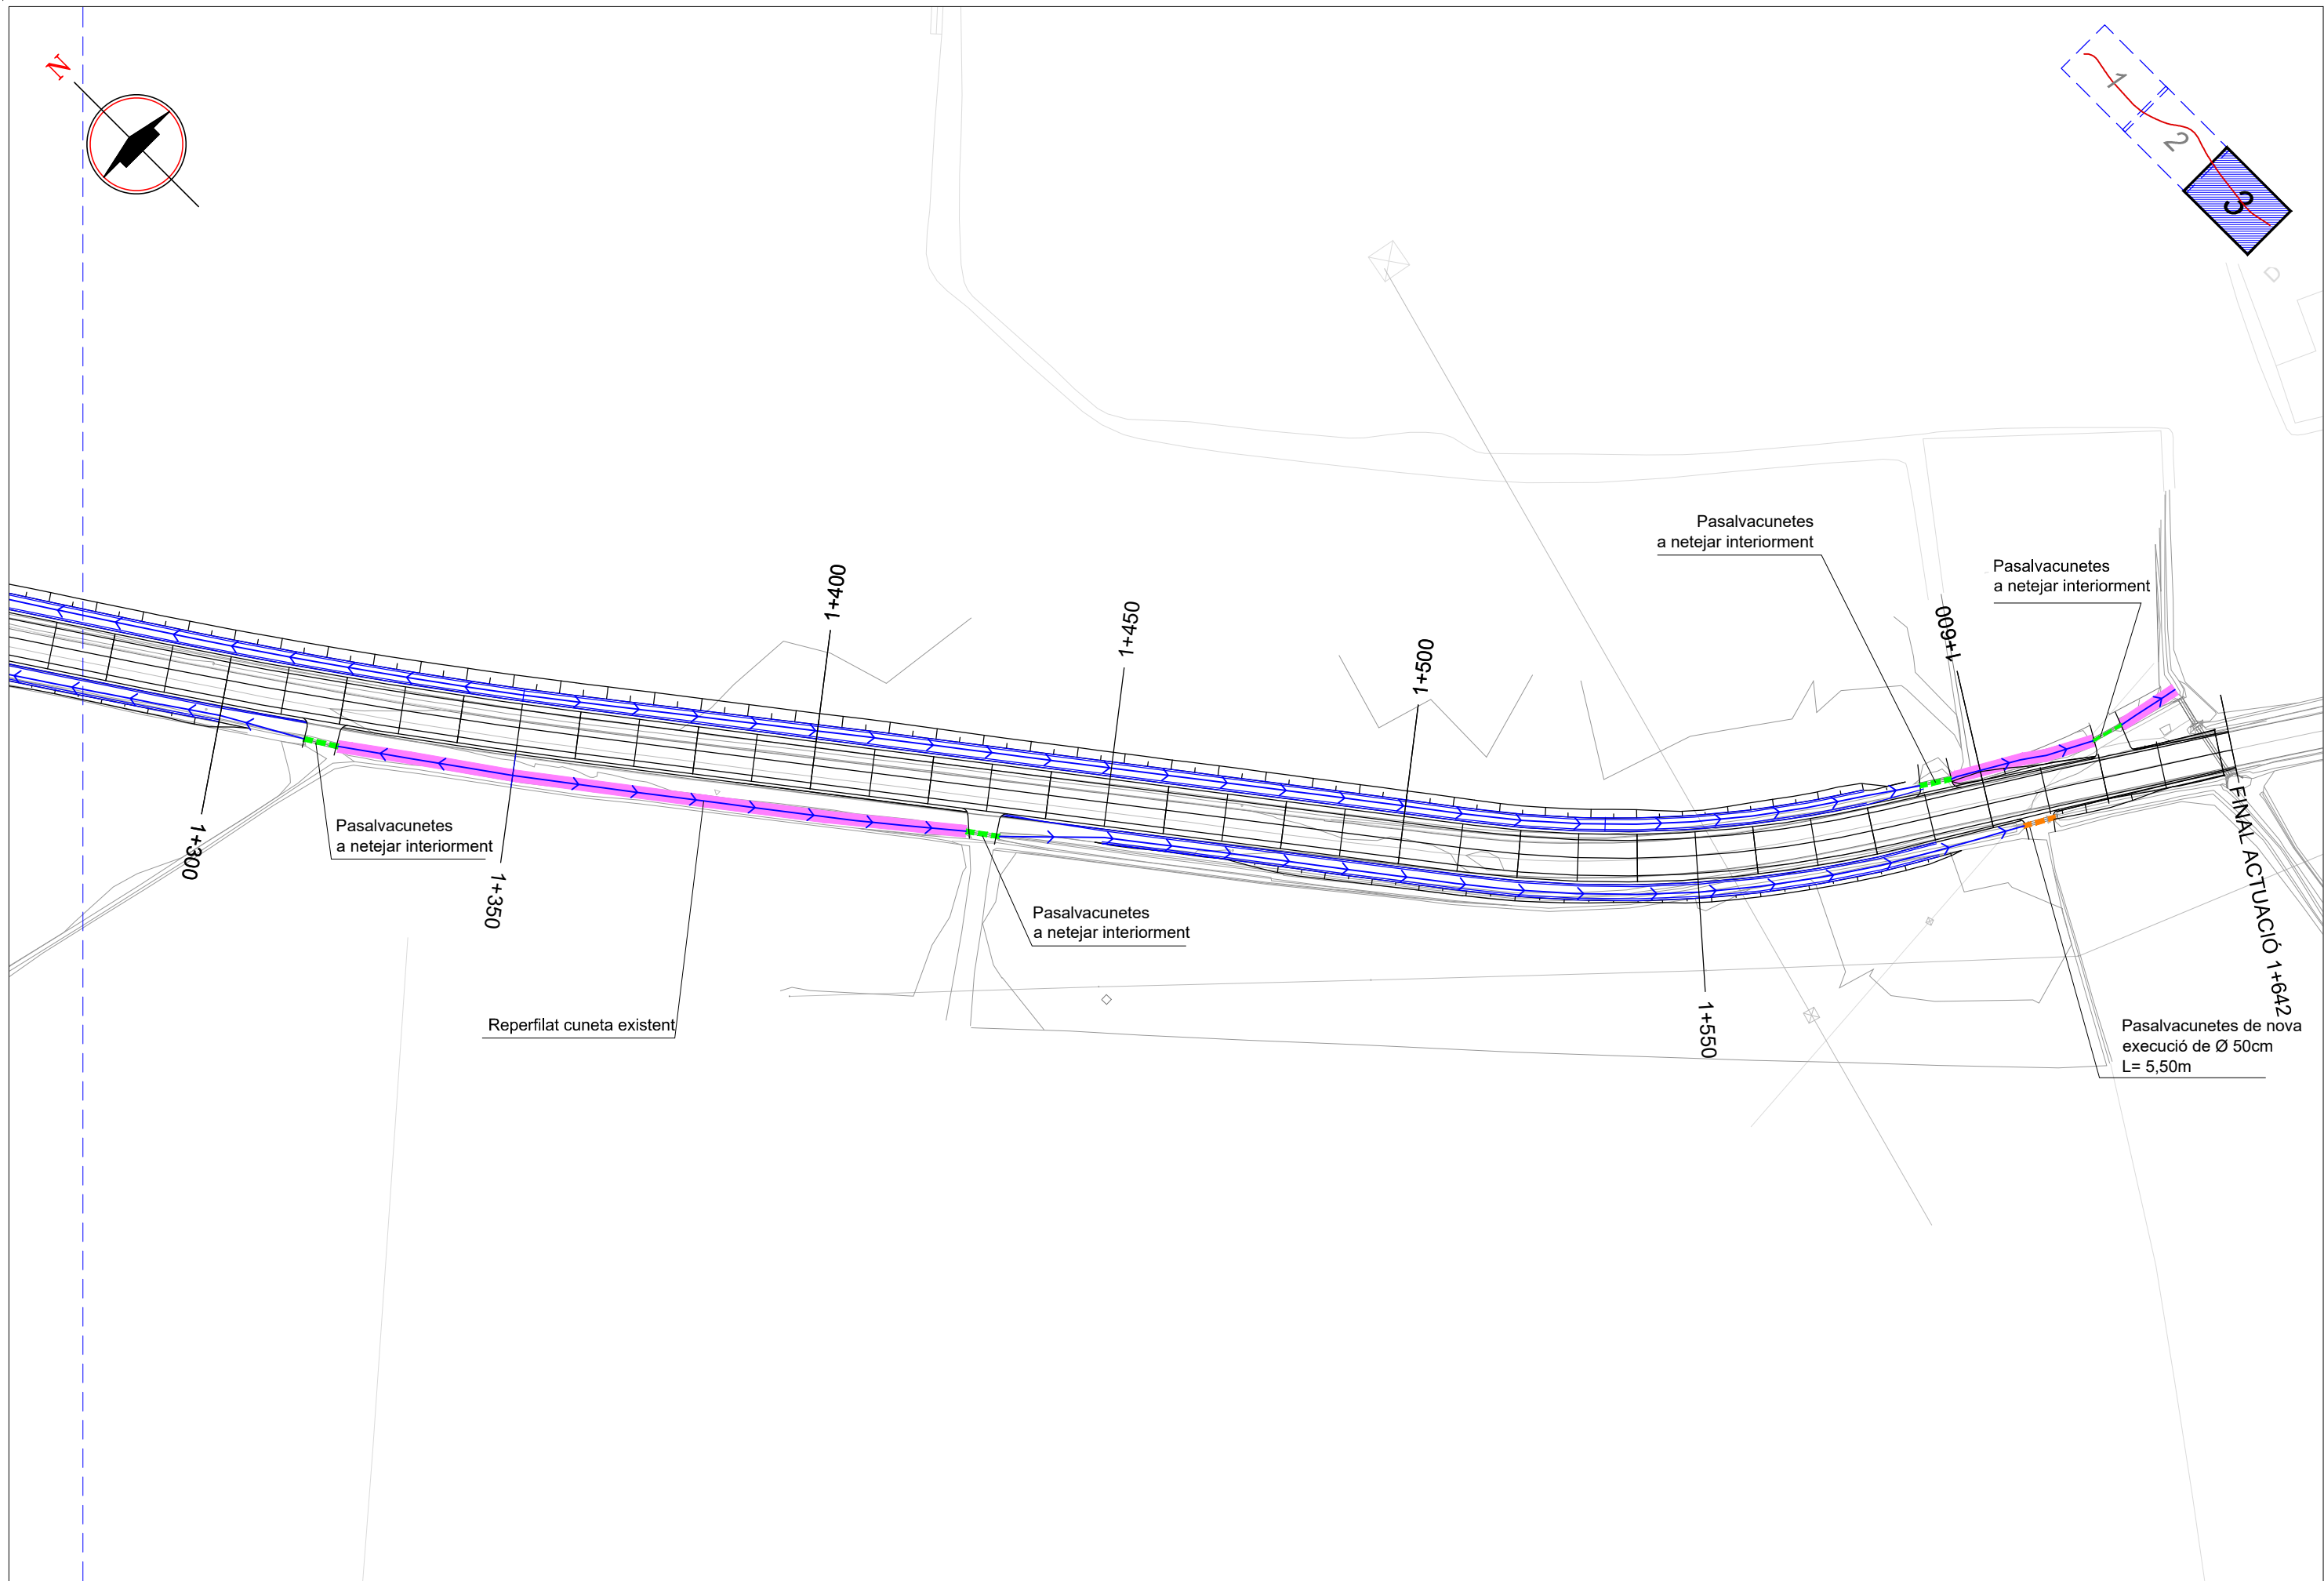 N
1
2
3
D
Pasalvacunetes
a netejar interiorment
Pasalvacunetes
a netejar interiorment
1+400
1+450
1+500
1+600
1+300
Pasalvacunetes
a netejar interiorment
1+350
Pasalvacunetes
a netejar interiorment
Reperfilat cuneta existent
1+550
FINAL ACTUACIÓ 1+642
Pasalvacunetes de nova
execució de Ø 50cm
L= 5,50m